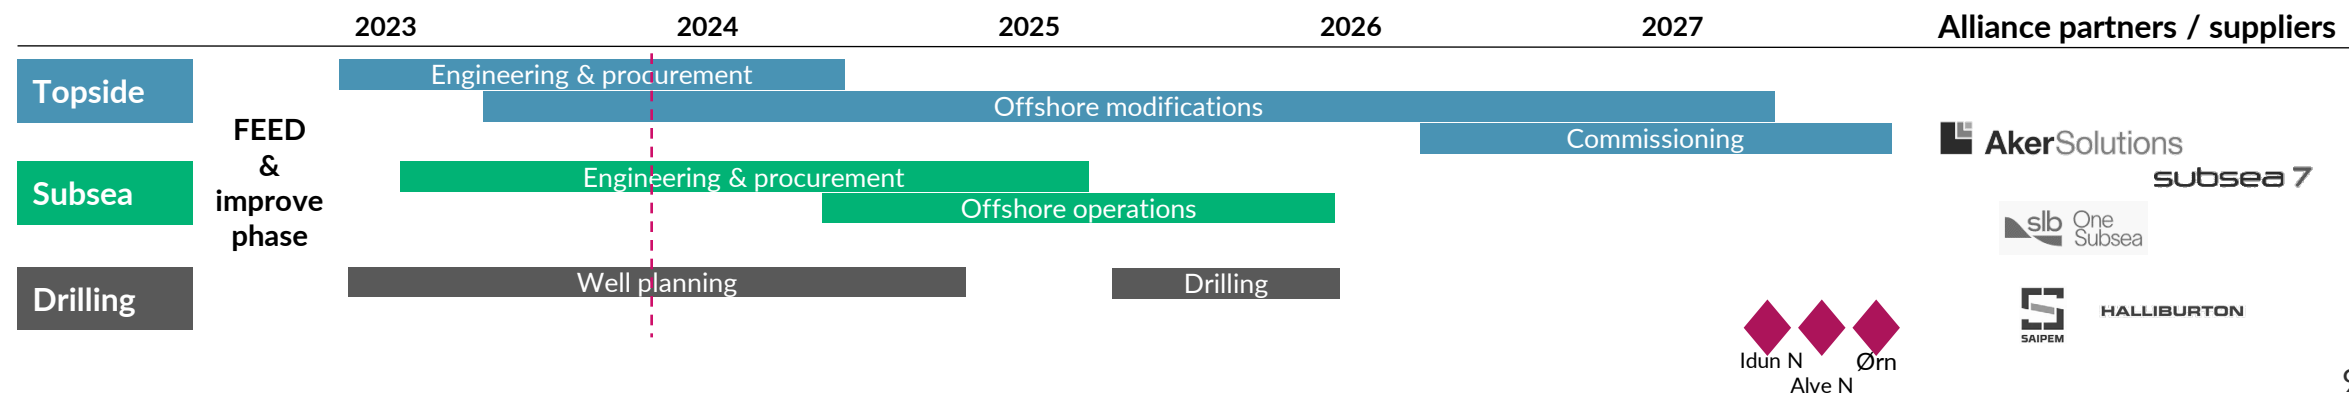 2023 2024 2025 2026 2027 Alliance partners / suppliers
Topside
Engineering & procurement
Offshore modifications
Commissioning
FEED
&
improve
phase
AkerSolutions
subsea 7
Subsea
Engineering & procurement
Offshore operations
slb One
Subsea
Drilling
Well planning
Drilling
SAIPEM
HALLIBURTON
Idun N
Alve N
Ørn